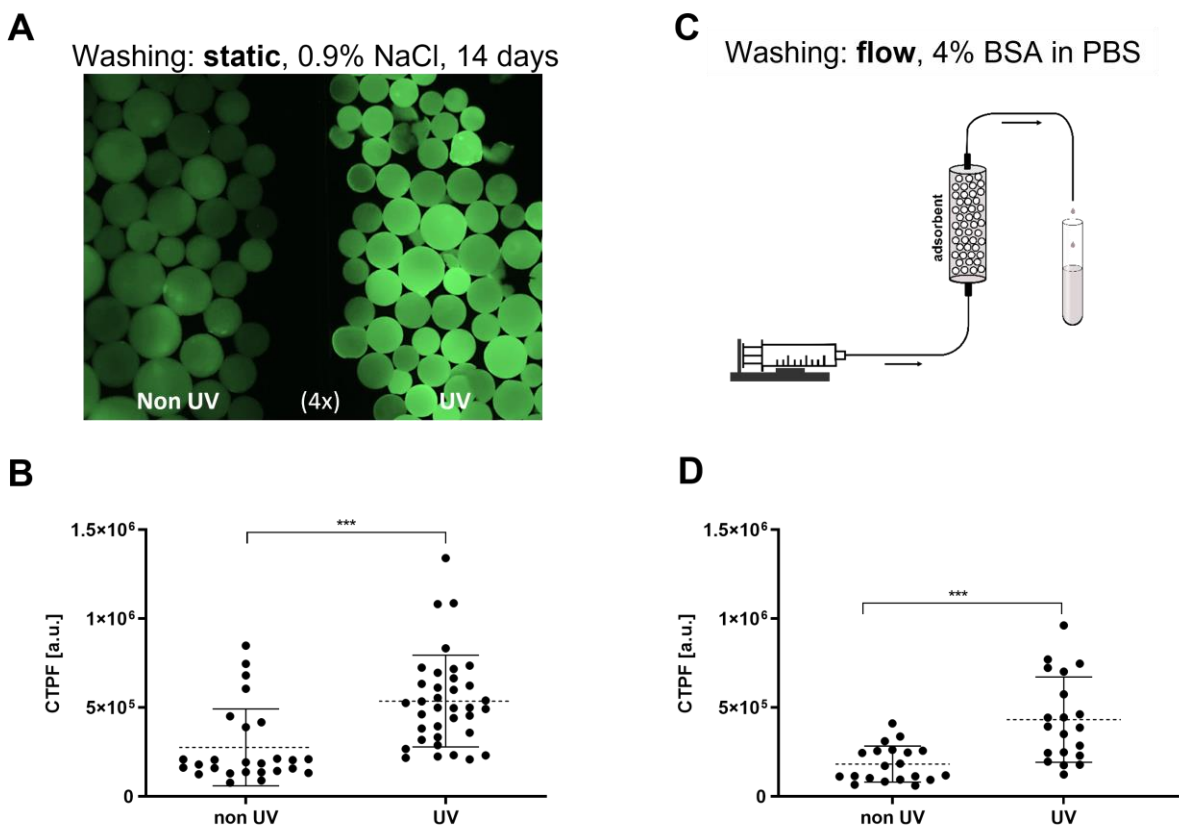 A
Washing: static, 0.9% NaCl, 14 days
Non UV (4x) UV
B
1.5×10⁶
1×10⁶
5×10⁵
0
CTPF [a.u.]
***
non UV UV
C
Washing: flow, 4% BSA in PBS
adsorbent
D
1.5×10⁶
1×10⁶
5×10⁵
0
CTPF [a.u.]
***
non UV UV